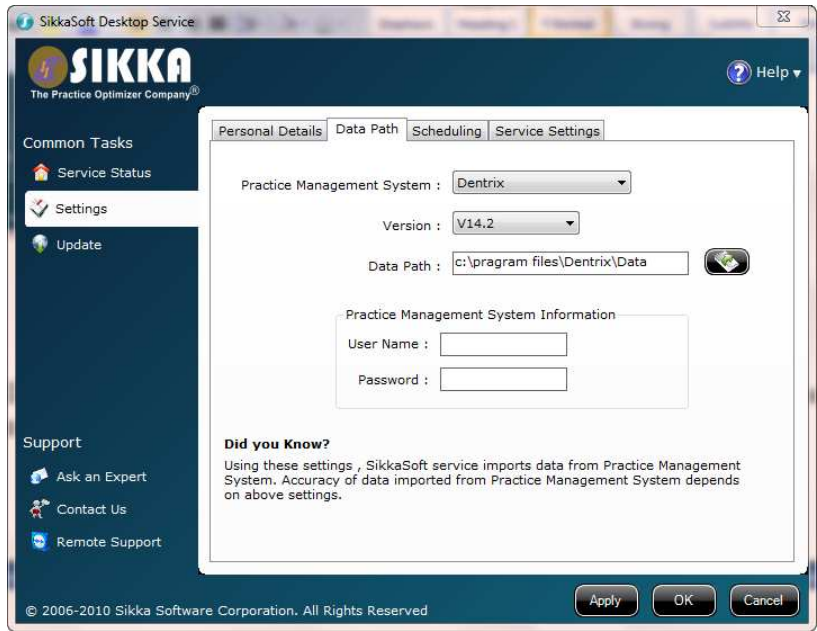 SikkaSoft Desktop Service
SIKKA
The Practice Optimizer Company®
? Help
Common Tasks
Service Status
Settings
Update
Support
Ask an Expert
Contact Us
Remote Support
Personal Details Data Path Scheduling Service Settings
Practice Management System : Dentrix
Version : V14.2
Data Path : c:\pragram files\Dentrix\Data
Practice Management System Information
User Name :
Password :
Did you Know?
Using these settings , SikkaSoft service imports data from Practice Management
System. Accuracy of data imported from Practice Management System depends
on above settings.
© 2006-2010 Sikka Software Corporation. All Rights Reserved
Apply OK Cancel